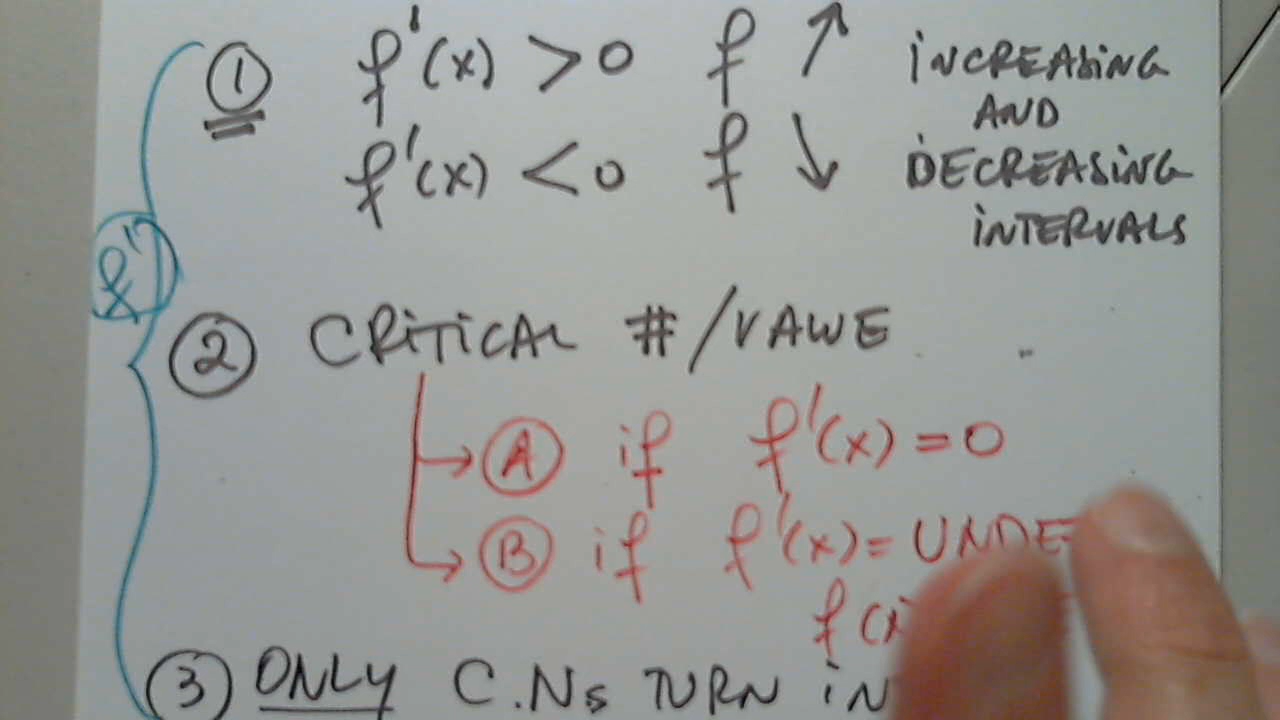 ① f'(x) > 0 f ↑ INCREASING
AND
f'(x) < 0 f ↓ DECREASING
INTERVALS
f'
② CRITICAL #/VALUE
→ Ⓐ if f'(x) = 0
→ Ⓑ if f'(x) = UNDE
f(x
③ ONLY C.Ns TURN IN